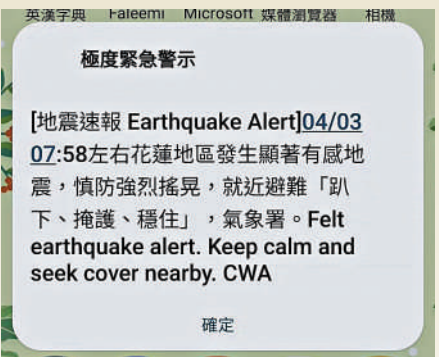 英漢字典 Faleemi Microsoft 媒體瀏覽器 相機
極度緊急警示
[地震速報 Earthquake Alert]04/03
07:58左右花蓮地區發生顯著有感地
震，慎防強烈搖晃，就近避難「趴
下、掩護、穩住」，氣象署。Felt
earthquake alert. Keep calm and
seek cover nearby. CWA
確定